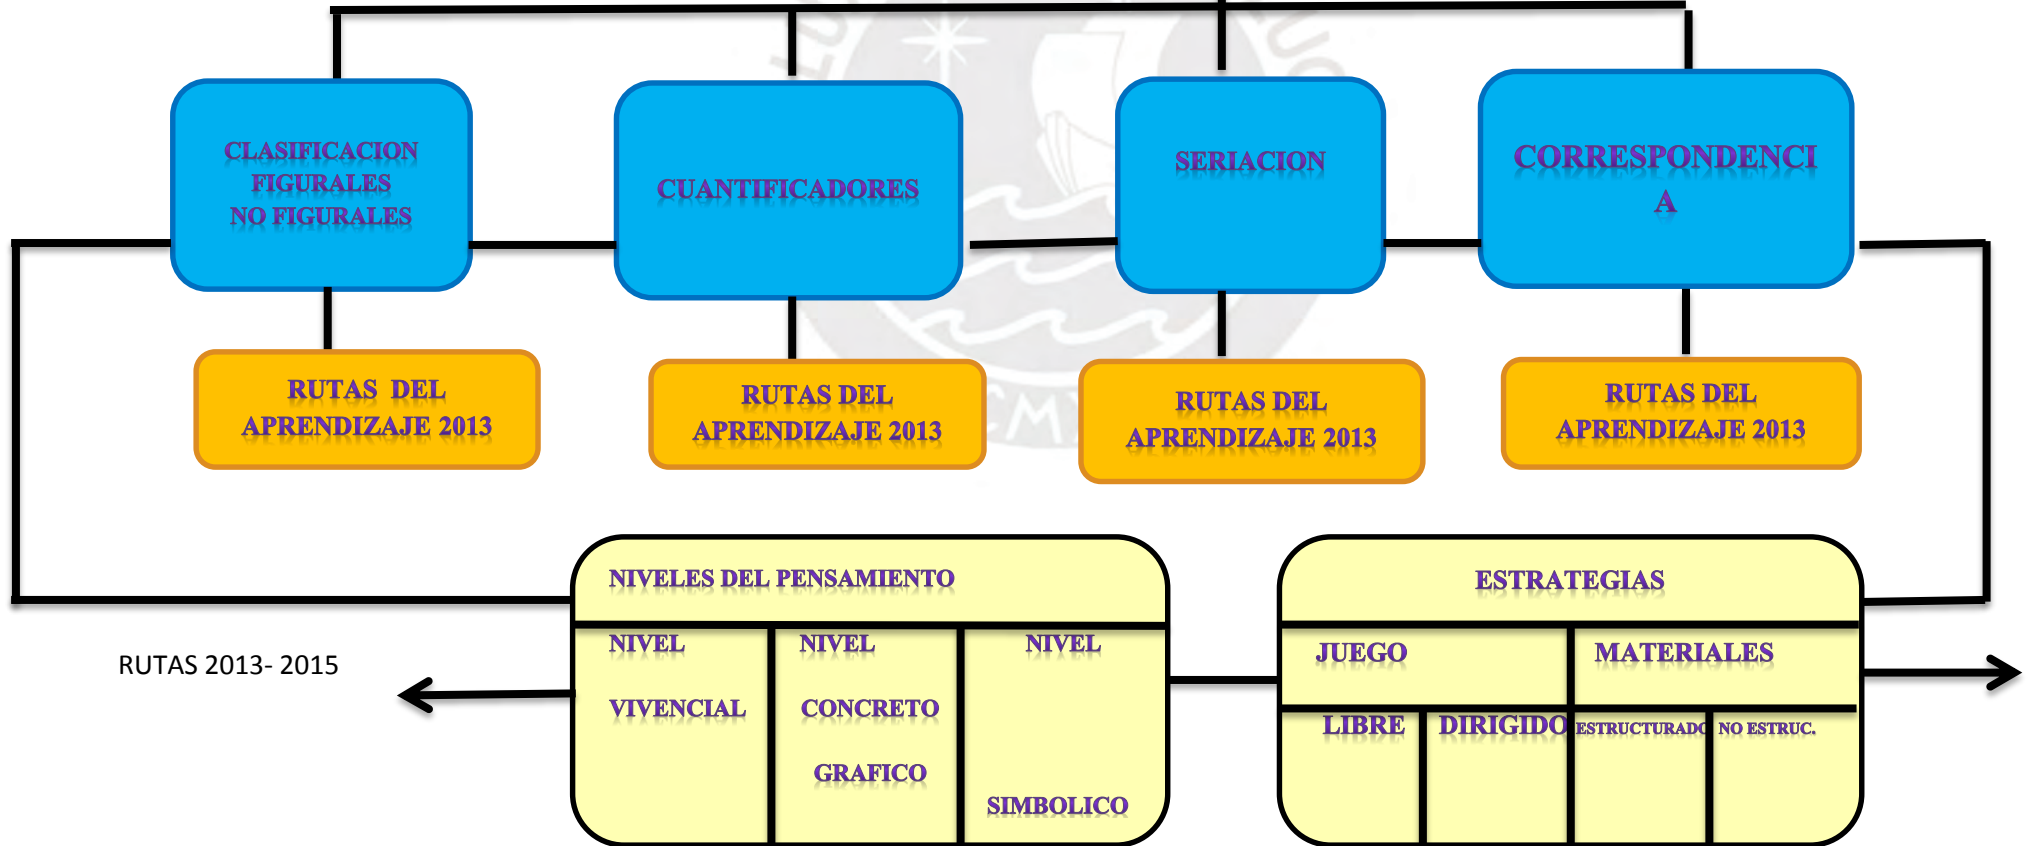 CLASIFICACION
FIGURALES
NO FIGURALES
CUANTIFICADORES
SERIACION
CORRESPONDENCI
A
RUTAS DEL
APRENDIZAJE 2013
RUTAS DEL
APRENDIZAJE 2013
RUTAS DEL
APRENDIZAJE 2013
RUTAS DEL
APRENDIZAJE 2013
RUTAS 2013- 2015
NIVELES DEL PENSAMIENTO
NIVEL
VIVENCIAL
NIVEL
CONCRETO
GRAFICO
NIVEL
SIMBOLICO
ESTRATEGIAS
JUEGO
MATERIALES
LIBRE
DIRIGIDO
ESTRUCTURADO
NO ESTRUC.